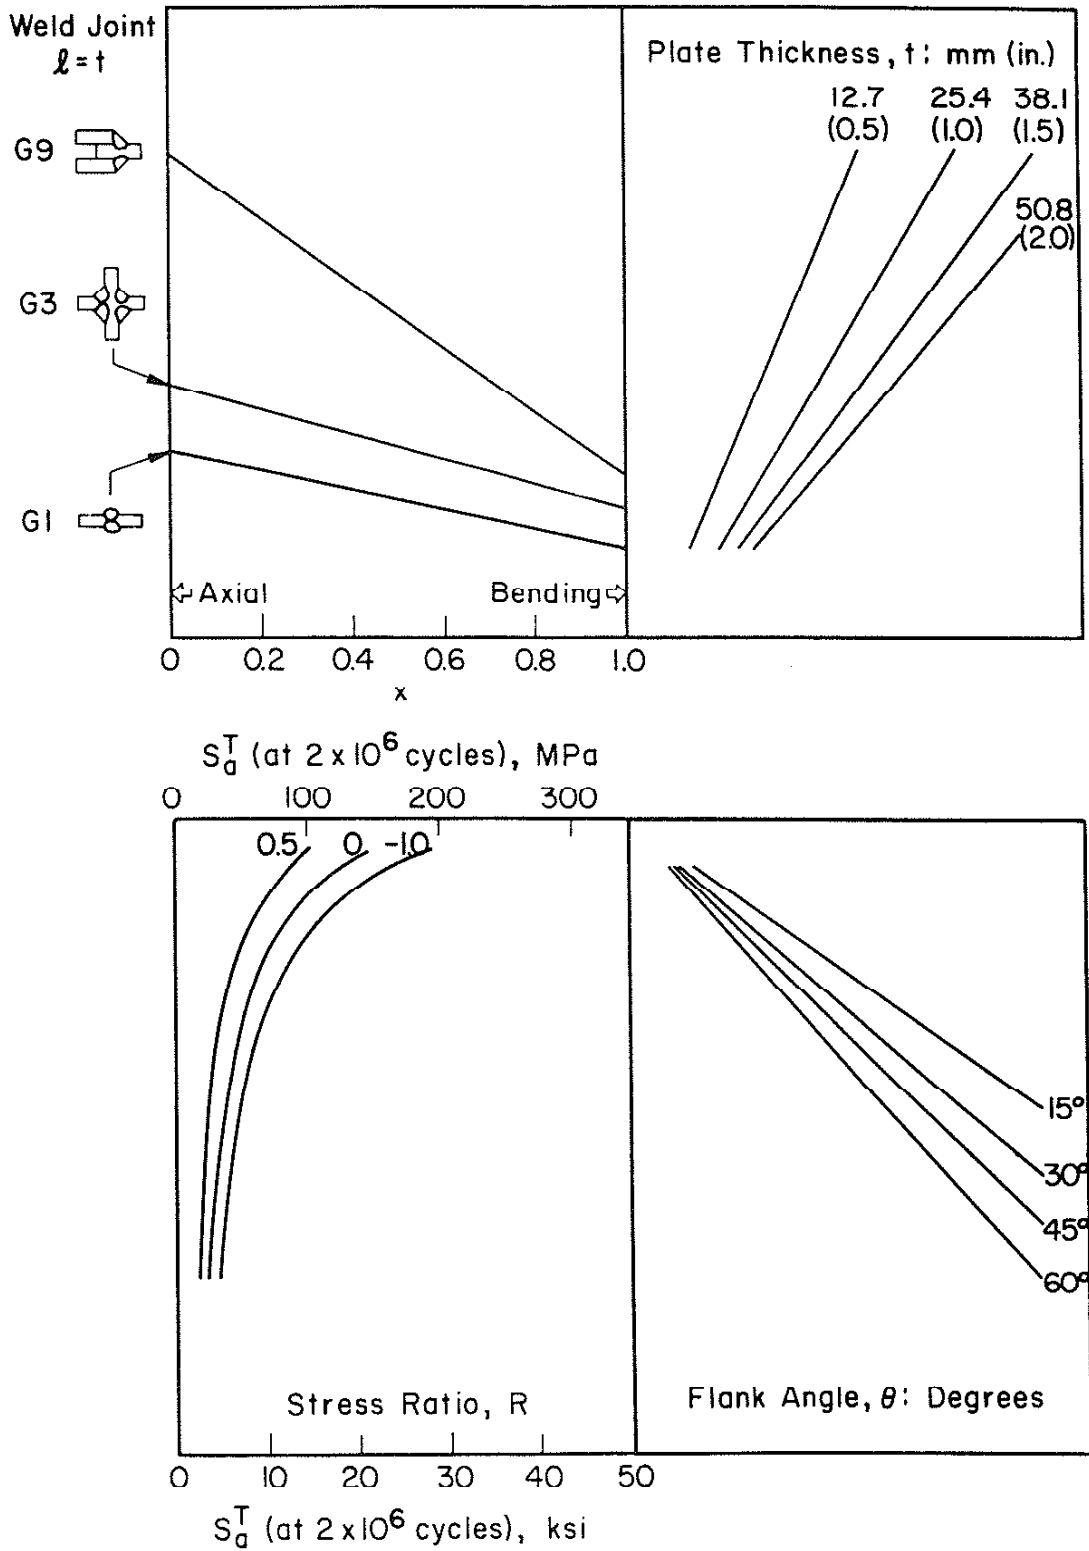 Weld Joint
ℓ = t
Plate Thickness, t: mm (in.)
12.7 25.4 38.1
(0.5) (1.0) (1.5)
G9
50.8
(2.0)
G3
G1
Axial Bending
0 0.2 0.4 0.6 0.8 1.0
x
S_a^T (at 2 x 10^6 cycles), MPa
0 100 200 300
0.5 0 -1.0
15°
30°
45°
60°
Stress Ratio, R
Flank Angle, θ: Degrees
0 10 20 30 40 50
S_a^T (at 2 x 10^6 cycles), ksi